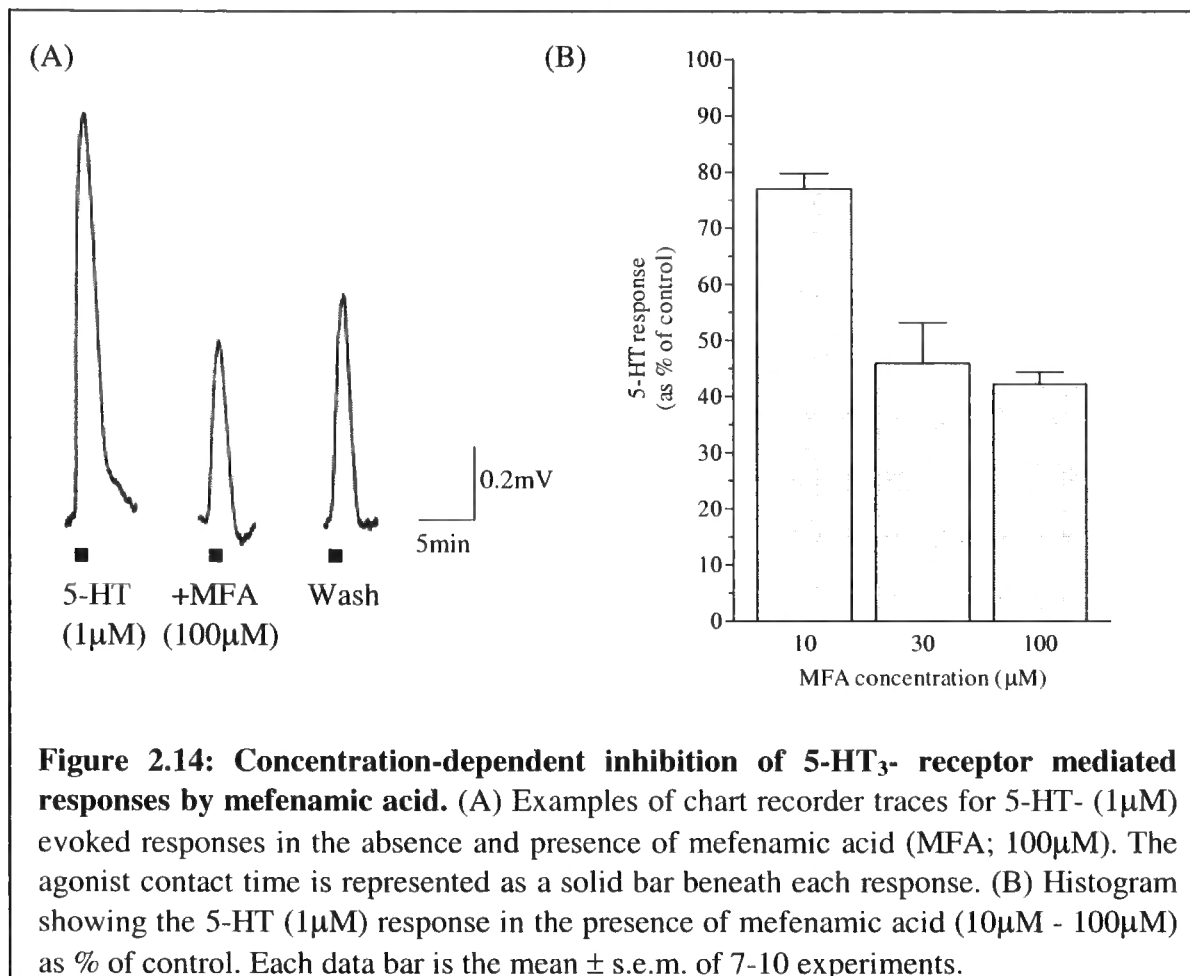 (A)
(B)
0.2mV
5min
5-HT +MFA Wash
(1µM) (100µM)
100
90
80
70
60
50
40
30
20
10
0
5-HT response
(as % of control)
10 30 100
MFA concentration (µM)
Figure 2.14: Concentration-dependent inhibition of 5-HT₃- receptor mediated
responses by mefenamic acid. (A) Examples of chart recorder traces for 5-HT- (1µM)
evoked responses in the absence and presence of mefenamic acid (MFA; 100µM). The
agonist contact time is represented as a solid bar beneath each response. (B) Histogram
showing the 5-HT (1µM) response in the presence of mefenamic acid (10µM - 100µM)
as % of control. Each data bar is the mean ± s.e.m. of 7-10 experiments.